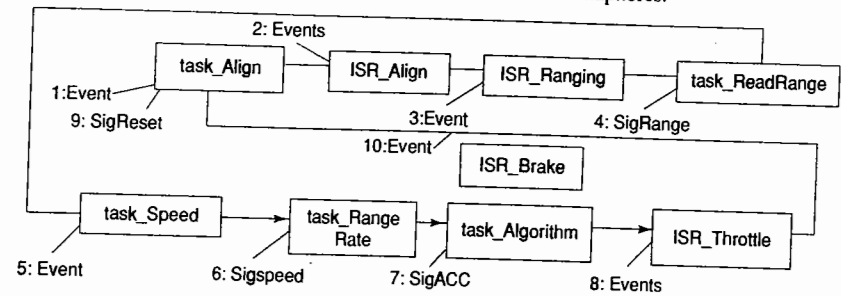 pheres.
2: Events
task_Align
ISR_Align
ISR_Ranging
task_ReadRange
1:Event
9: SigReset
3:Event
4: SigRange
10:Event
ISR_Brake
task_Speed
task_Range
Rate
task_Algorithm
ISR_Throttle
5: Event
6: Sigspeed
7: SigACC
8: Events